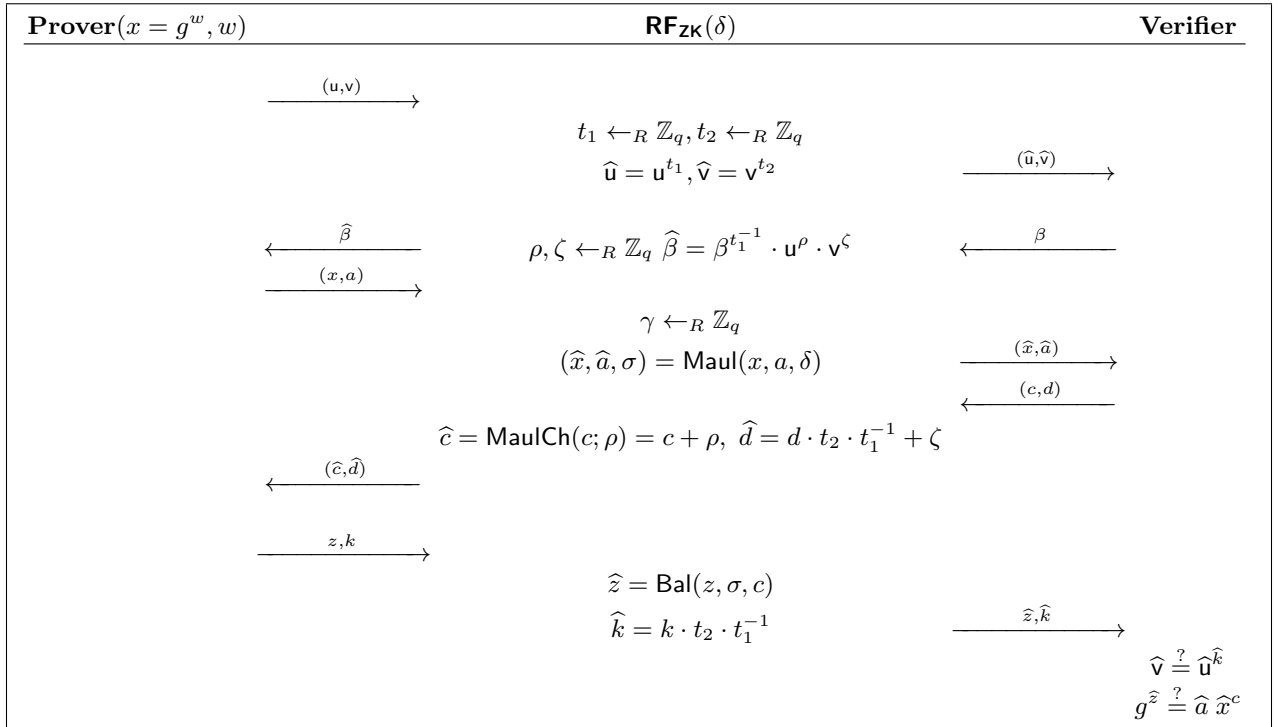 Prover(x = g^w, w) RF_ZK(δ) Verifier
(u,v)
t_1 ←_R ℤ_q, t_2 ←_R ℤ_q
û = u^{t_1}, v̂ = v^{t_2} (û,v̂)
β̂ ρ, ζ ←_R ℤ_q β̂ = β^{t_1^{-1}} · u^ρ · v^ζ β
(x,a)
γ ←_R ℤ_q
(x̂, â, σ) = Maul(x, a, δ) (x̂,â)
(c,d)
ĉ = MaulCh(c; ρ) = c + ρ, d̂ = d · t_2 · t_1^{-1} + ζ
(ĉ,d̂)
z,k
ẑ = Bal(z, σ, c)
k̂ = k · t_2 · t_1^{-1} ẑ,k̂
v̂ ≟ û^{k̂}
g^{ẑ} ≟ â x̂^c